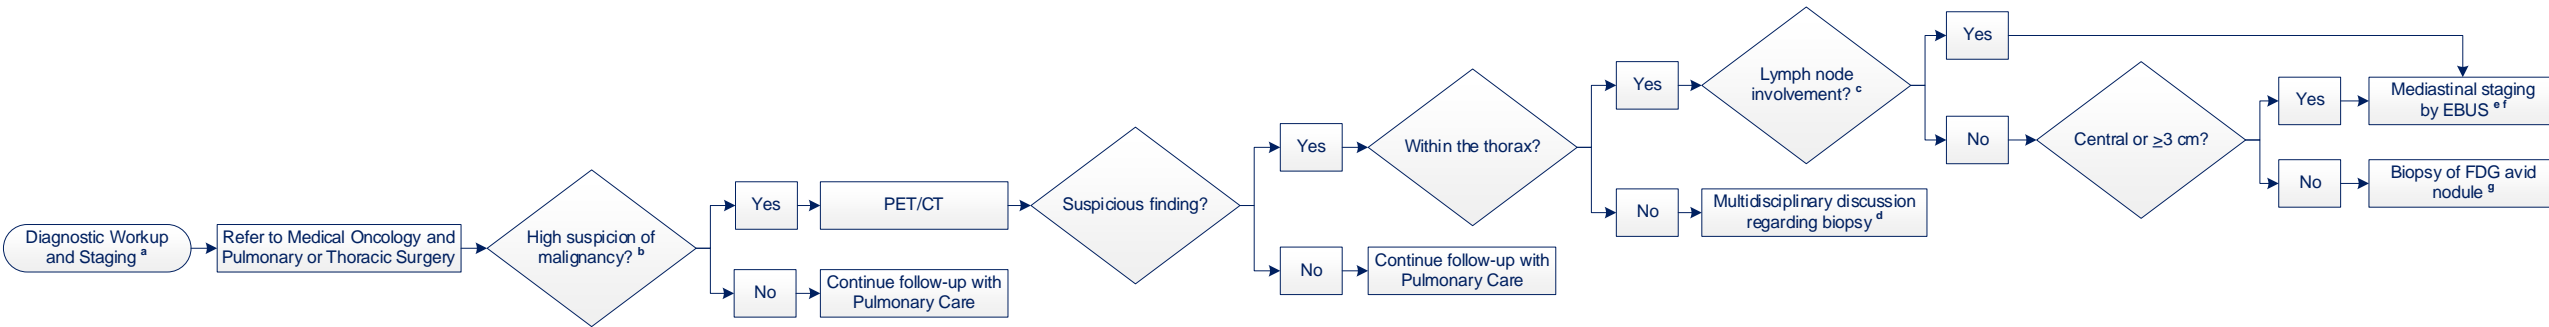 Diagnostic Workup
and Staging a
Refer to Medical Oncology and
Pulmonary or Thoracic Surgery
High suspicion of
malignancy? b
Yes
PET/CT
No
Continue follow-up with
Pulmonary Care
Suspicious finding?
Yes
Within the thorax?
No
Continue follow-up with
Pulmonary Care
Yes
Lymph node
involvement? c
No
Multidisciplinary discussion
regarding biopsy d
Yes
No
Central or ≥3 cm?
Yes
Mediastinal staging
by EBUS e f
No
Biopsy of FDG avid
nodule g